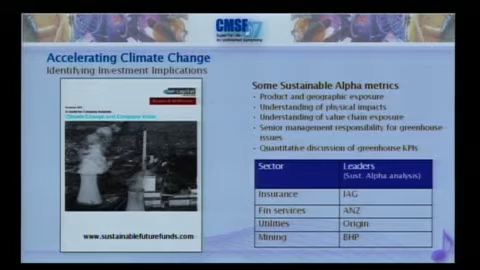 CMSF 07
Accelerating Climate Change
Identifying Investment Implications
Climate Change and Company Value
www.sustainablefuturefunds.com
Some Sustainable Alpha metrics
- Product and geographic exposure
- Understanding of physical impacts
- Understanding of value chain exposure
- Senior management responsibility for greenhouse
issues
- Quantitative discussion of greenhouse KPIs
Sector Leaders
(Sust. Alpha analysis)
Insurance IAG
Fin services ANZ
Utilities Origin
Mining BHP